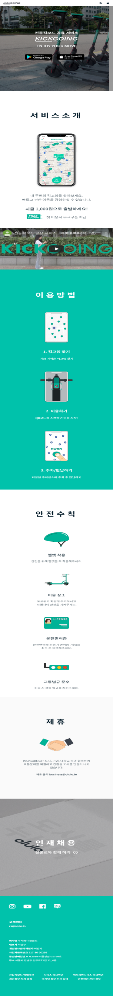 KICKGOING
전동킥보드 공유 서비스
KICKGOING
ENJOY YOUR MOVE
다운로드하기
Google Play
App Store에서
다운로드 하기
서비스소개
KICKGOING
내 주변의 킥고잉을 찾아보세요.
빠르고 편한 이동을 경험하실 수 있습니다.
지금 1,000원으로 출발하세요!
FREE
COUPON
첫 이용시 무료쿠폰 지급
전동킥보드 공유 서비스, KICKGOING(킥고잉)
KICKGOING
이용방법
1. 킥고잉 찾기
가장 가까운 킥고잉 찾기
2. 이용하기
QR코드를 스캔하면 이용 시작!
반납하기
3. 주차/반납하기
지정된 주차장소에 주차 후 반납하기
안전수칙
헬멧 착용
안전을 위해 헬멧을 꼭 착용해주세요.
이용 장소
도로위의 차량에 주의하시고
보행자의 안전을 지켜주세요.
LICENSE
운전면허증
운전면허증(원동기 면허증 가능)을
취득 후 이용해주세요.
교통법규 준수
이용 시 교통 법규를 지켜주세요.
제휴
KICKGOING은 도시, 기업, 대학교 등과 협력하여
교통문제를 해결하고 친환경 도시를 만들어 나가
겠습니다.
제휴 문의 business@olulo.io
olulo
인재채용
올룰로와 함께 하기
blog
고객센터
cs@olulo.io
회사명 주식회사 올룰로
대표자 최영우
개인정보관리책임자 이진복
사업자등록번호 317-86-00256
통신판매업신고 제2018-서울강남-01788호
주소 서울시 강남구 언주로71길 11, 4층
전동킥보드 임대약관 서비스 이용약관 위치기반서비스 이용약관
개인정보 처리 방침 마케팅 정보 수신 동의 안전확인 관련 정보